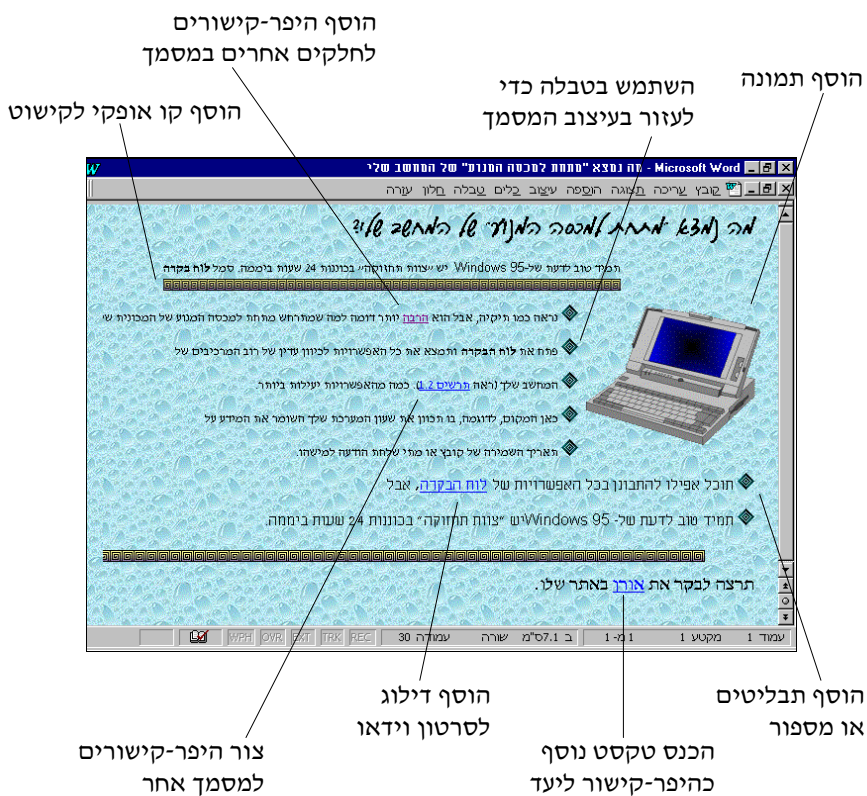 הוסף היפר-קישורים
לחלקים אחרים במסמך
השתמש בטבלה כדי
לעזור בעיצוב המסמך
הוסף תמונה
הוסף קו אופקי לקישוט
Microsoft Word - מה נמצא "מתחת למכסה המנוע" של המחשב שלי
קובץ עריכה תצוגה הוספה עיצוב כלים טבלה חלון עזרה
מה נמצא "מתחת למכסה המנוע" של המחשב שלי?
תמיד טוב לדעת של-Windows 95 יש "צוות תחזוקה" בכוננות 24 שעות ביממה. סמל לוח בקרה
נראה כמו תיקיה, אבל הוא הרבה יותר דומה למה שמתרחש מתחת למכסה המנוע של המכונית שי
פתח את לוח הבקרה ותמצא את כל האפשרויות לכיוון עדין של רוב המרכיבים של
המחשב שלך (ראה תרשים 1.2). כמה מהאפשרויות יעילות ביותר.
כאן המקום, לדוגמה, בו תכוון את שעון המערכת שלך השומר את המידע על
תאריך השמירה של קובץ או מתי שלחת הודעה למישהו.
תוכל אפילו להתבונן בכל האפשרויות של לוח הבקרה, אבל
תמיד טוב לדעת של- Windows 95יש "צוות תחזוקה" בכוננות 24 שעות ביממה.
תרצה לבקר את אורן באתר שלו.
עמוד 1 מקטע 1 1 מ- 1 ב 7.1ס"מ שורה עמודה 30 REC TRK EXT OVR WPH
הוסף תבליטים
או מספור
הוסף דילוג
לסרטון וידאו
הכנס טקסט נוסף
כהיפר-קישור ליעד
צור היפר-קישורים
למסמך אחר